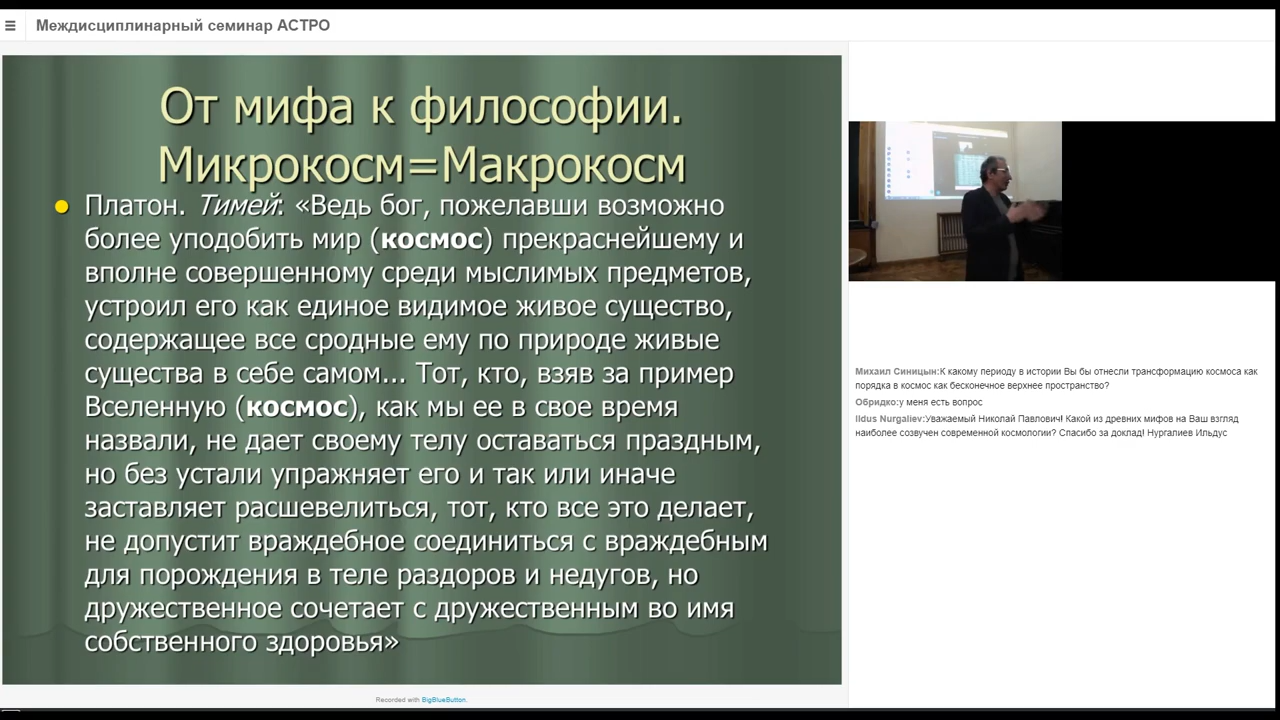 Междисциплинарный семинар АСТРО
От мифа к философии.
Микрокосм=Макрокосм
Платон. Тимей: «Ведь бог, пожелавши возможно
более уподобить мир (космос) прекраснейшему и
вполне совершенному среди мыслимых предметов,
устроил его как единое видимое живое существо,
содержащее все сродные ему по природе живые
существа в себе самом... Тот, кто, взяв за пример
Вселенную (космос), как мы ее в свое время
назвали, не дает своему телу оставаться праздным,
но без устали упражняет его и так или иначе
заставляет расшевелиться, тот, кто все это делает,
не допустит враждебное соединиться с враждебным
для порождения в теле раздоров и недугов, но
дружественное сочетает с дружественным во имя
собственного здоровья»
Михаил Синицын:К какому периоду в истории Вы бы отнесли трансформацию космоса как
порядка в космос как бесконечное верхнее пространство?
Обридко:у меня есть вопрос
Ildus Nurgaliev:Уважаемый Николай Павлович! Какой из древних мифов на Ваш взгляд
наиболее созвучен современной космологии? Спасибо за доклад! Нургалиев Ильдус
Recorded with BigBlueButton.